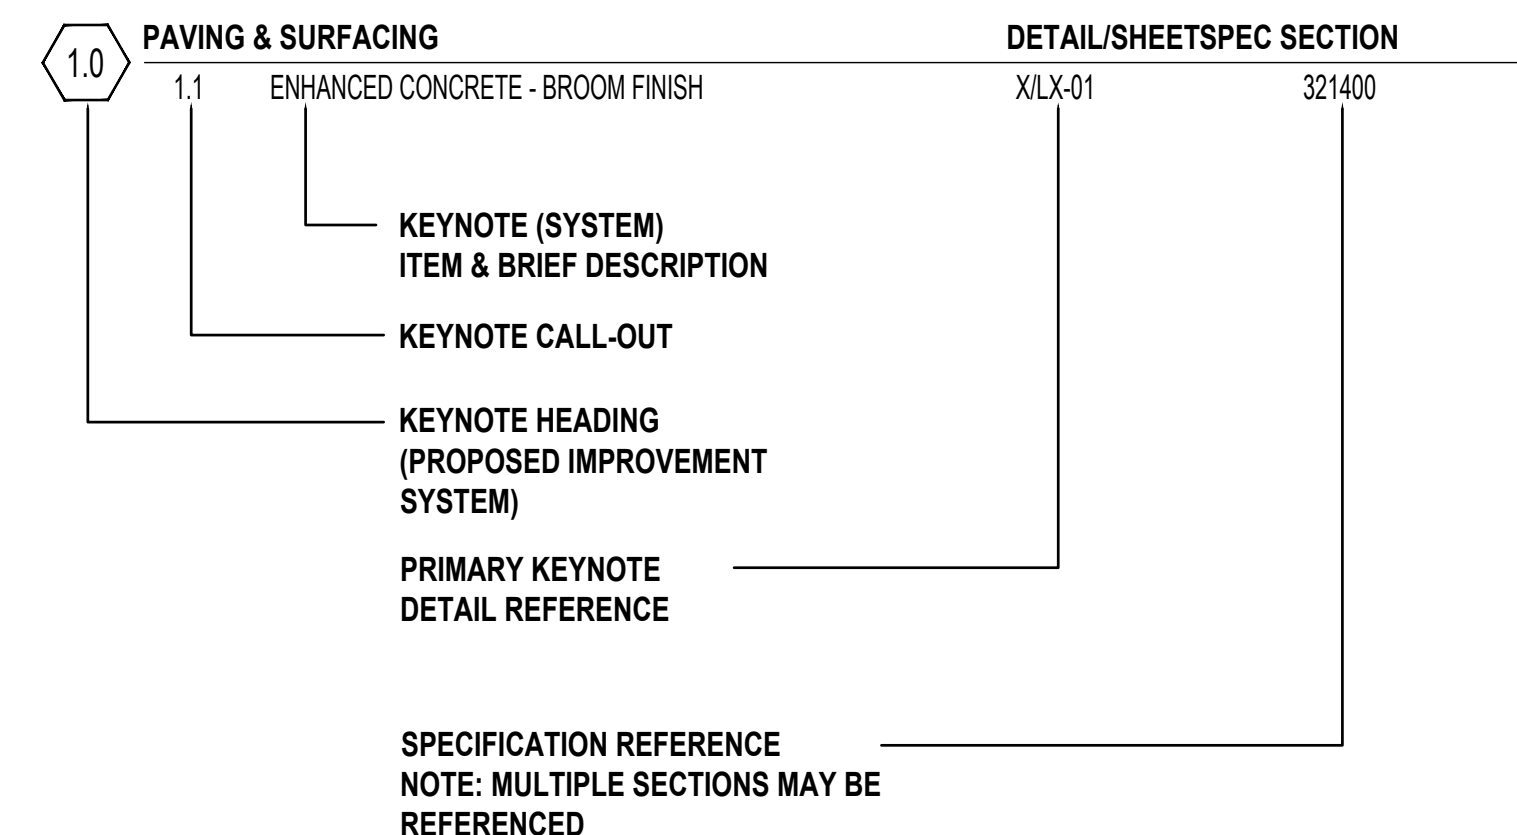 1.0 PAVING & SURFACING DETAIL/SHEETSPEC SECTION
1.1 ENHANCED CONCRETE - BROOM FINISH X/LX-01 321400
KEYNOTE (SYSTEM)
ITEM & BRIEF DESCRIPTION
KEYNOTE CALL-OUT
KEYNOTE HEADING
(PROPOSED IMPROVEMENT
SYSTEM)
PRIMARY KEYNOTE
DETAIL REFERENCE
SPECIFICATION REFERENCE
NOTE: MULTIPLE SECTIONS MAY BE
REFERENCED